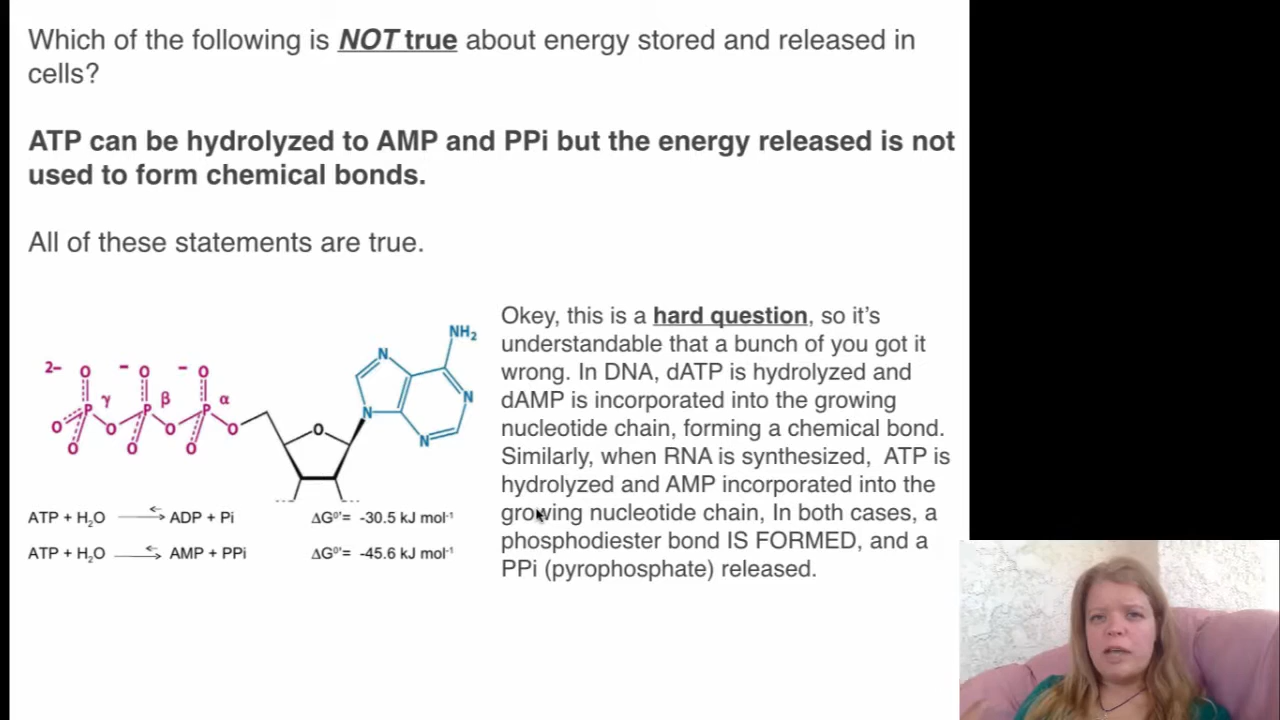 Which of the following is NOT true about energy stored and released in
cells?
ATP can be hydrolyzed to AMP and PPi but the energy released is not
used to form chemical bonds.
All of these statements are true.
NH2
2- O - O - O N
γ β α N
P P P
O O O O N N
O O O O
Okey, this is a hard question, so it's
understandable that a bunch of you got it
wrong. In DNA, dATP is hydrolyzed and
dAMP is incorporated into the growing
nucleotide chain, forming a chemical bond.
Similarly, when RNA is synthesized, ATP is
hydrolyzed and AMP incorporated into the
growing nucleotide chain, In both cases, a
phosphodiester bond IS FORMED, and a
PPi (pyrophosphate) released.
ATP + H₂O ⇌ ADP + Pi ΔG⁰'= -30.5 kJ mol⁻¹
ATP + H₂O ⇌ AMP + PPi ΔG⁰'= -45.6 kJ mol⁻¹